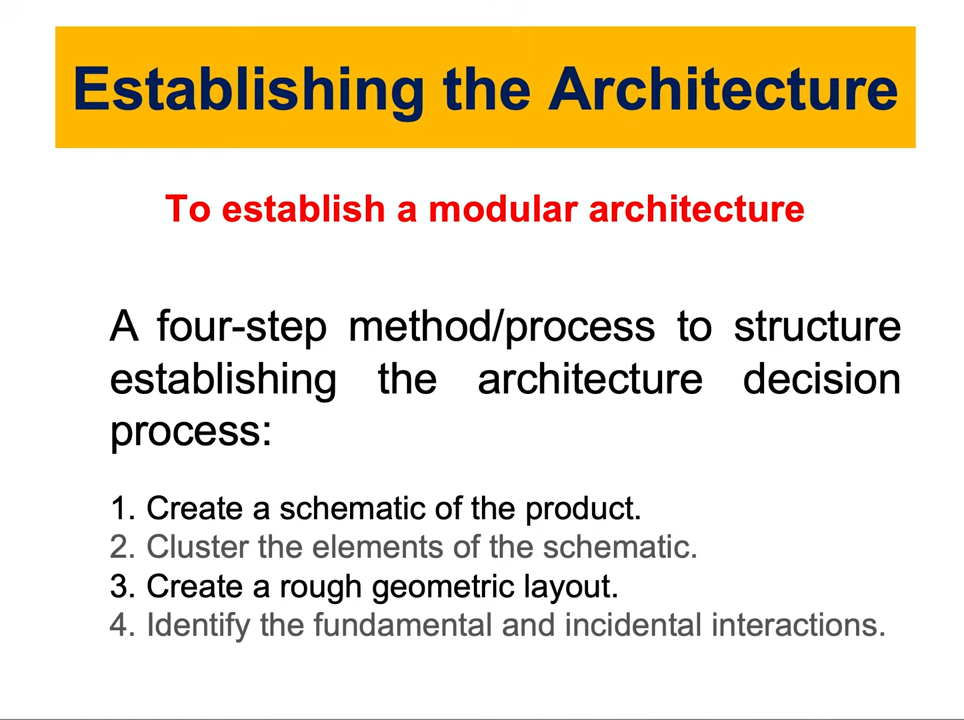 Establishing the Architecture
To establish a modular architecture
A four-step method/process to structure
establishing the architecture decision
process:
1. Create a schematic of the product.
2. Cluster the elements of the schematic.
3. Create a rough geometric layout.
4. Identify the fundamental and incidental interactions.